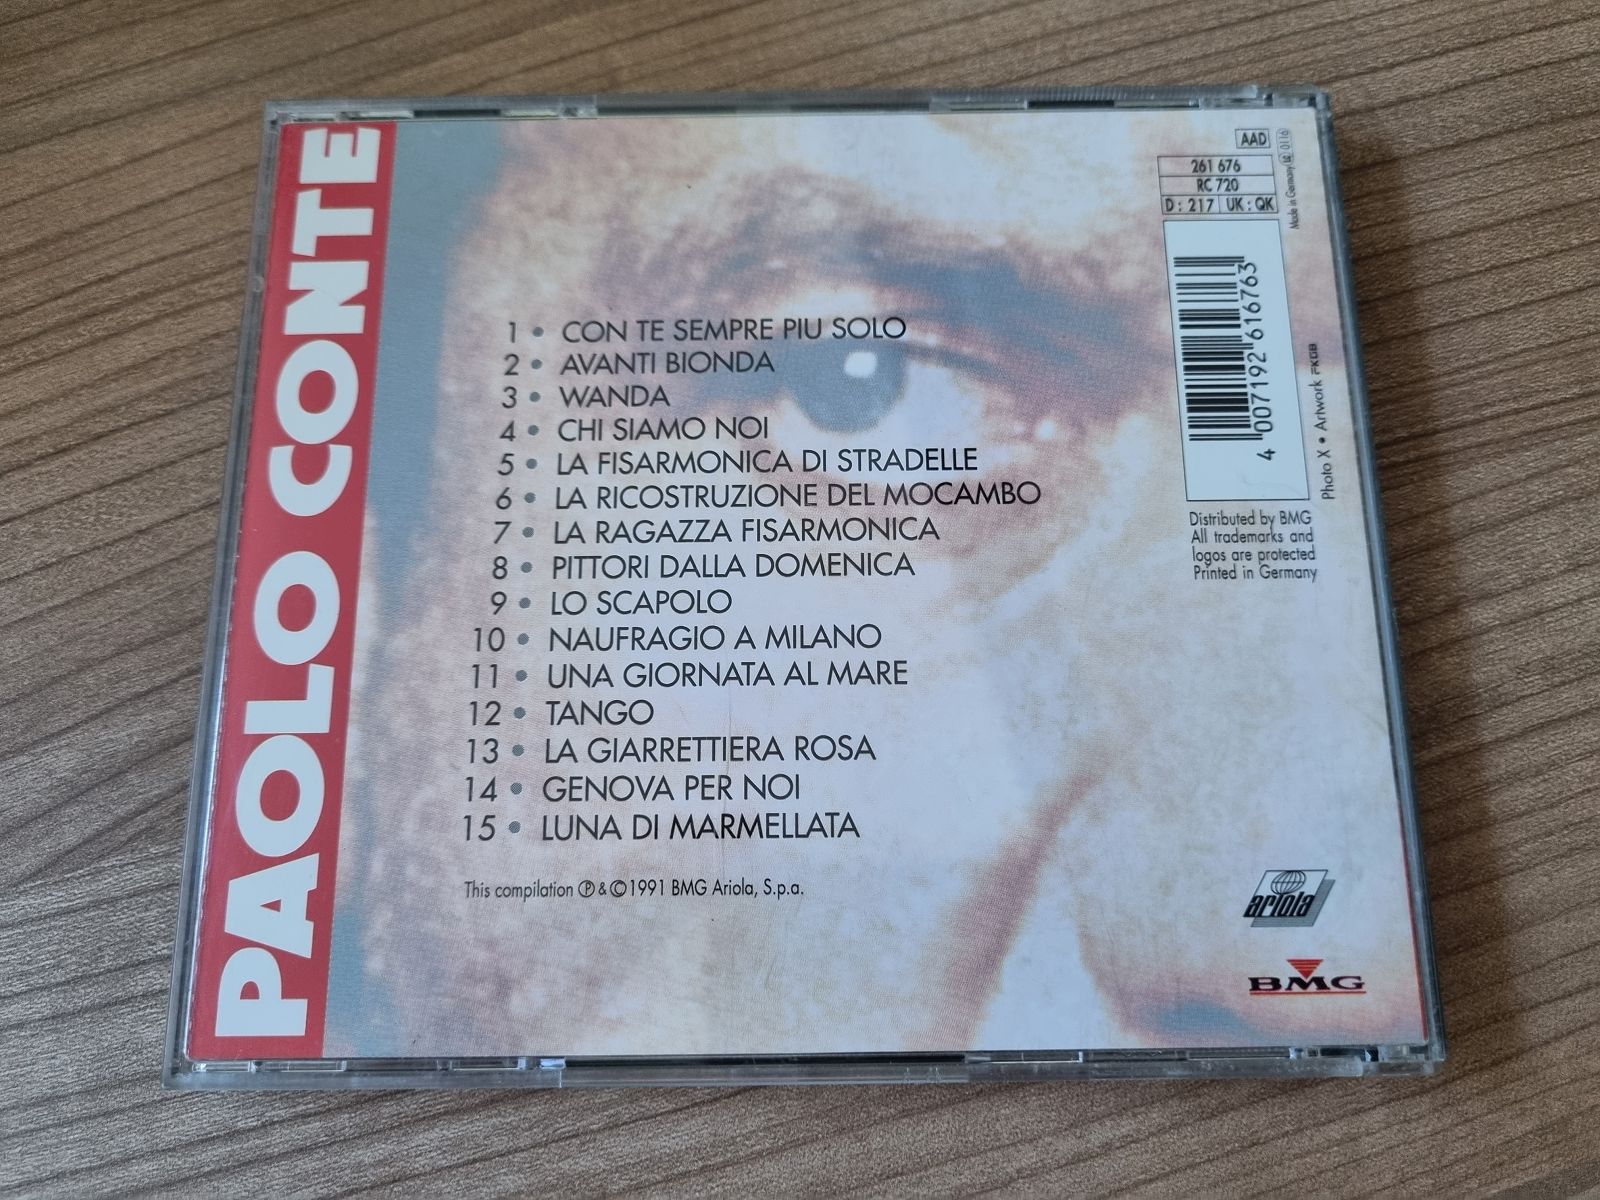 PAOLO CONTE
1 • CON TE SEMPRE PIU SOLO
2 • AVANTI BIONDA
3 • WANDA
4 • CHI SIAMO NOI
5 • LA FISARMONICA DI STRADELLE
6 • LA RICOSTRUZIONE DEL MOCAMBO
7 • LA RAGAZZA FISARMONICA
8 • PITTORI DALLA DOMENICA
9 • LO SCAPOLO
10 • NAUFRAGIO A MILANO
11 • UNA GIORNATA AL MARE
12 • TANGO
13 • LA GIARRETTIERA ROSA
14 • GENOVA PER NOI
15 • LUNA DI MARMELLATA
This compilation ℗ & © 1991 BMG Ariola, S.p.a.
AAD
261 676
RC 720
D : 217 UK : QK
Made in Germany LC 0116
4 007192 616763
Photo X • Artwork FKGB
Distributed by BMG
All trademarks and
logos are protected
Printed in Germany
ariola
BMG